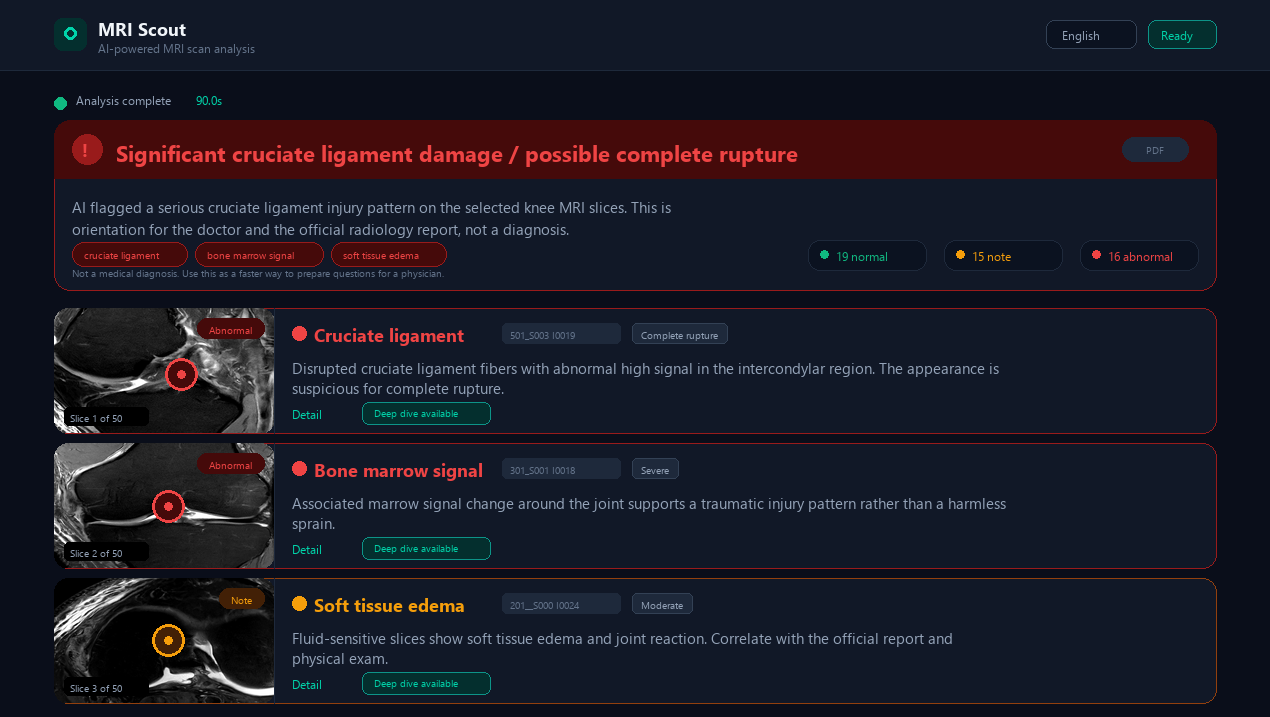 MRI Scout
AI-powered MRI scan analysis
English
Ready
Analysis complete 90.0s
!
Significant cruciate ligament damage / possible complete rupture
PDF
AI flagged a serious cruciate ligament injury pattern on the selected knee MRI slices. This is
orientation for the doctor and the official radiology report, not a diagnosis.
cruciate ligament
bone marrow signal
soft tissue edema
Not a medical diagnosis. Use this as a faster way to prepare questions for a physician.
19 normal
15 note
16 abnormal
Abnormal
Slice 1 of 50
Cruciate ligament
501_S003 I0019
Complete rupture
Disrupted cruciate ligament fibers with abnormal high signal in the intercondylar region. The appearance is
suspicious for complete rupture.
Detail
Deep dive available
Abnormal
Slice 2 of 50
Bone marrow signal
301_S001 I0018
Severe
Associated marrow signal change around the joint supports a traumatic injury pattern rather than a harmless
sprain.
Detail
Deep dive available
Note
Slice 3 of 50
Soft tissue edema
201__S000 I0024
Moderate
Fluid-sensitive slices show soft tissue edema and joint reaction. Correlate with the official report and
physical exam.
Detail
Deep dive available